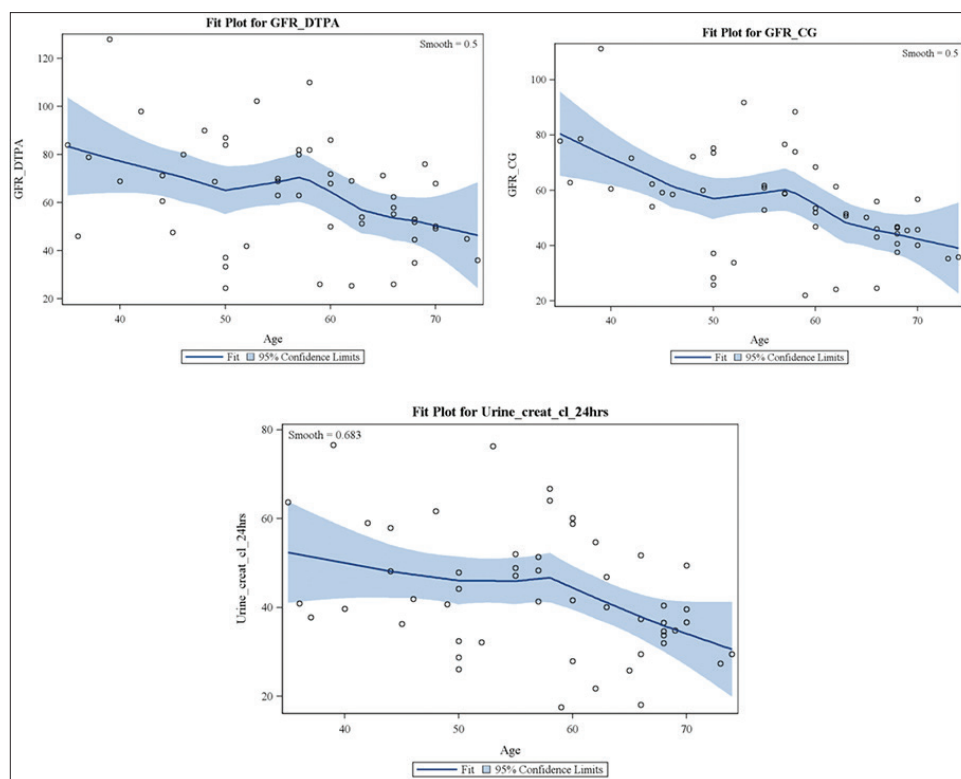 Fit Plot for GFR_DTPA
Smooth = 0.5
120
100
80
60
40
20
GFR_DTPA
40 50 60 70
Age
Fit 95% Confidence Limits
Fit Plot for GFR_CG
Smooth = 0.5
100
80
60
40
20
GFR_CG
40 50 60 70
Age
Fit 95% Confidence Limits
Fit Plot for Urine_creat_cl_24hrs
Smooth = 0.683
80
60
40
20
Urine_creat_cl_24hrs
40 50 60 70
Age
Fit 95% Confidence Limits